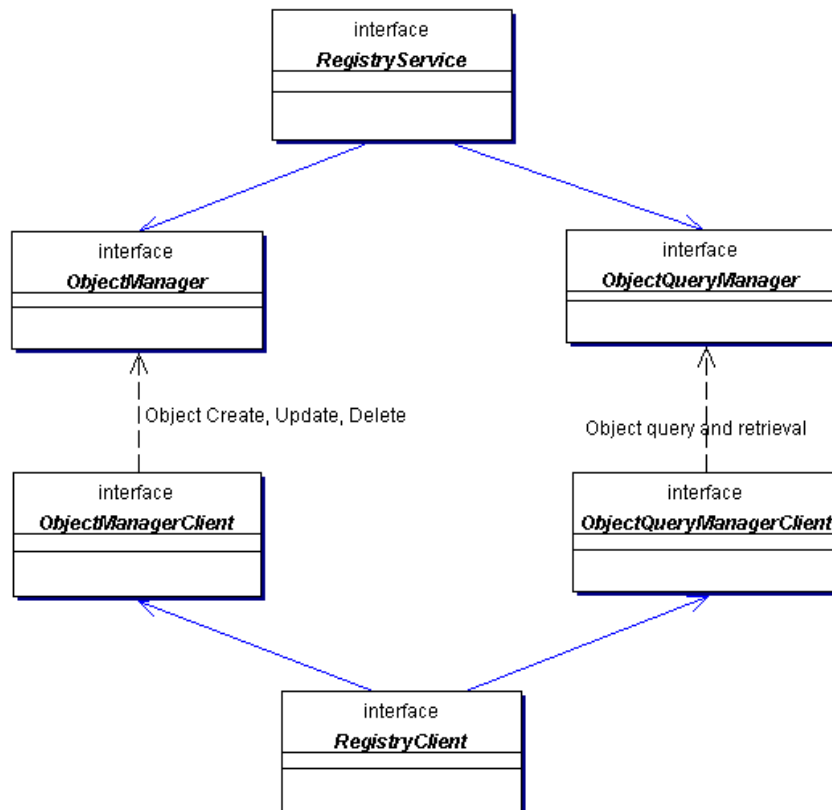 interface
RegistryService
interface
ObjectManager
interface
ObjectQueryManager
Object Create, Update, Delete
Object query and retrieval
interface
ObjectManagerClient
interface
ObjectQueryManagerClient
interface
RegistryClient